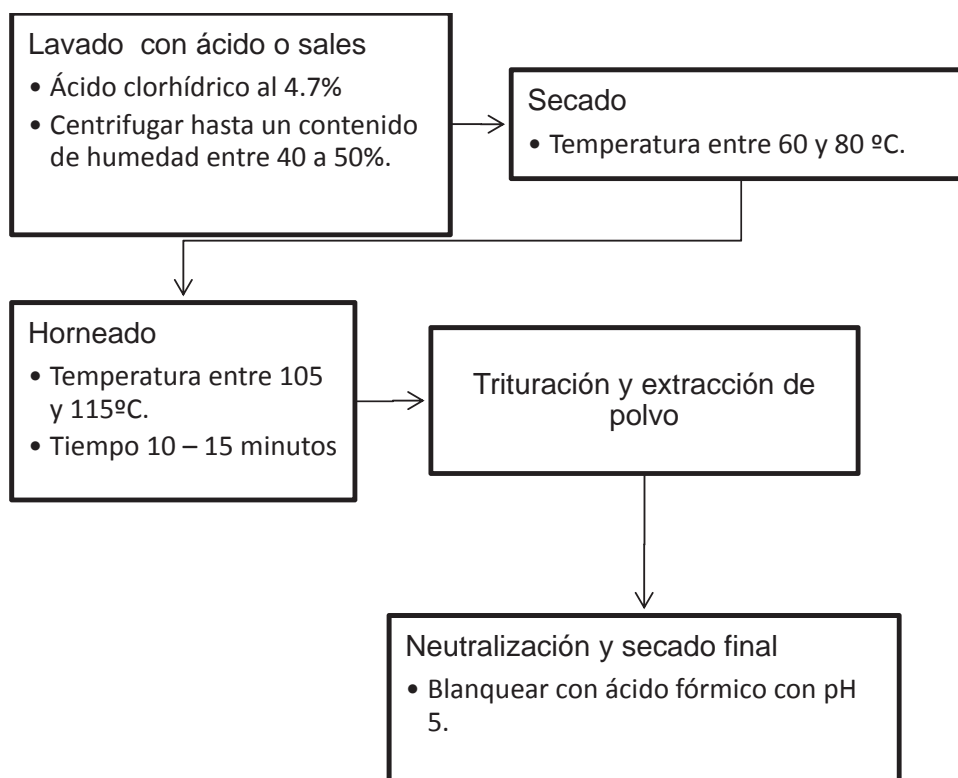 Lavado con ácido o sales
• Ácido clorhídrico al 4.7%
• Centrifugar hasta un contenido
de humedad entre 40 a 50%.
Secado
• Temperatura entre 60 y 80 ºC.
Horneado
• Temperatura entre 105
y 115ºC.
• Tiempo 10 – 15 minutos
Trituración y extracción de
polvo
Neutralización y secado final
• Blanquear con ácido fórmico con pH
5.